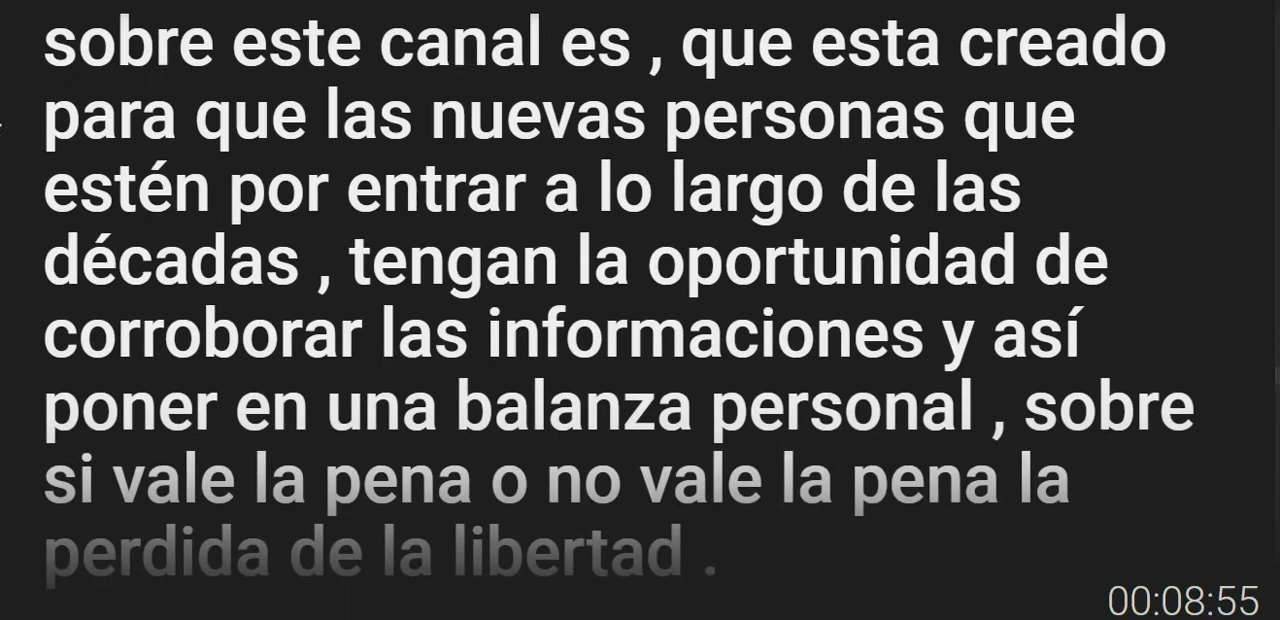 sobre este canal es , que esta creado
para que las nuevas personas que
estén por entrar a lo largo de las
décadas , tengan la oportunidad de
corroborar las informaciones y así
poner en una balanza personal , sobre
si vale la pena o no vale la pena la
perdida de la libertad .
00:08:55